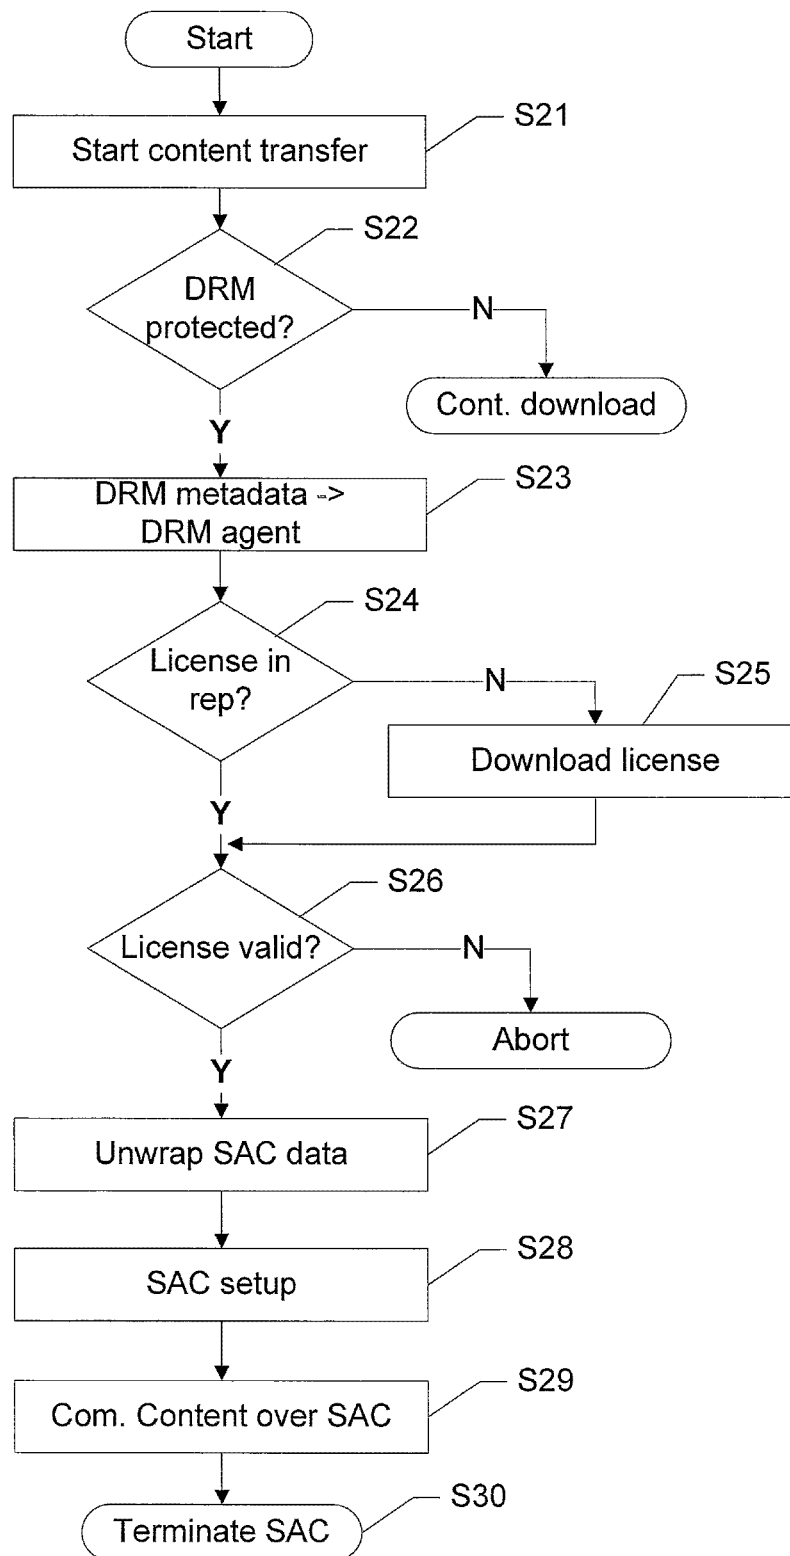 Start
S21
Start content transfer
S22
DRM
protected?
N
Cont. download
Y
S23
DRM metadata ->
DRM agent
S24
License in
rep?
N
S25
Download license
Y
S26
License valid?
N
Abort
Y
S27
Unwrap SAC data
S28
SAC setup
S29
Com. Content over SAC
S30
Terminate SAC